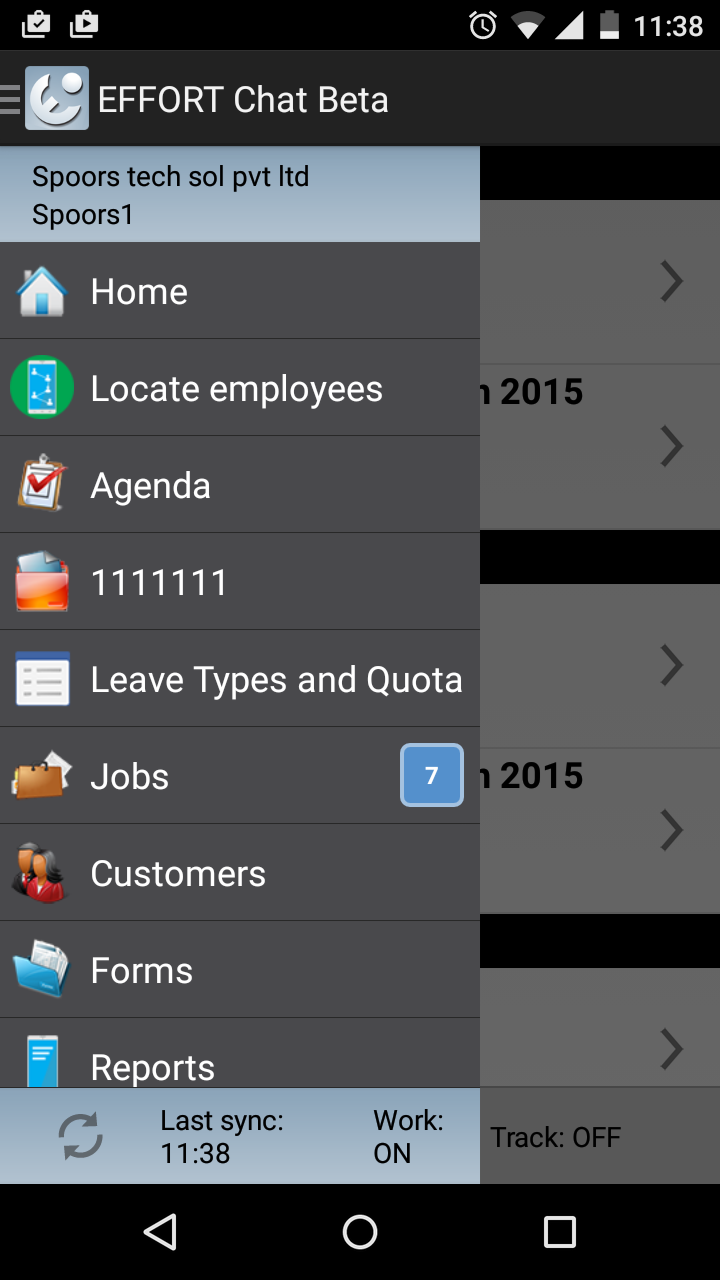 11:38
EFFORT Chat Beta
Spoors tech sol pvt ltd
Spoors1
Home
Locate employees
2015
Agenda
1111111
Leave Types and Quota
Jobs
7
2015
Customers
Forms
Reports
Last sync:
11:38
Work:
ON
Track: OFF